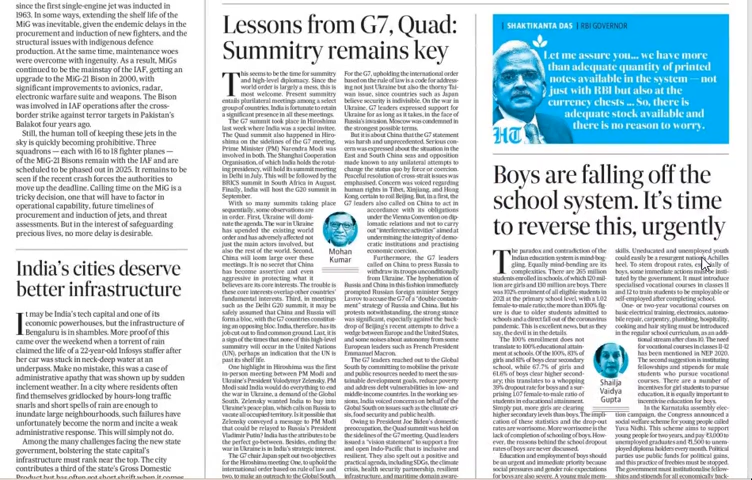 since the first single-engine jet was inducted in
1963. In some ways, extending the shelf life of the
MiG was inevitable, given the endemic delays in the
procurement and induction of new fighters, and the
structural issues with indigenous defence
production. At the same time, maintenance woes
were overcome with ingenuity. As a result, MiGs
continued to be the mainstay of the IAF, getting an
upgrade to the MiG-21 Bison in 2000, with
significant improvements to avionics, radar,
electronic warfare suite and weapons. The Bison
was involved in IAF operations after the cross-
border strike against terror targets in Pakistan's
Balakot four years ago.
Still, the human toll of keeping these jets in the
sky is quickly becoming prohibitive. Three
squadrons — each with 16 to 18 fighter planes —
of the MiG-21 Bisons remain with the IAF and are
scheduled to be phased out in 2025. It remains to be
seen if the recent crash forces the authorities to
move up the deadline. Calling time on the MiG is a
tricky decision, one that will have to factor in
operational capability, future timelines of
procurement and induction of jets, and threat
assessments. But in the interest of safeguarding
precious lives, no more delay is desirable.
India's cities deserve
better infrastructure
It may be India's tech capital and one of its
economic powerhouses, but the infrastructure of
Bengaluru is in shambles. More proof of this
came over the weekend when a torrent of rain
claimed the life of a 22-year-old Infosys staffer after
her car was stuck in neck-deep water at an
underpass. Make no mistake, this was a case of
administrative apathy that was shown up by sudden
inclement weather. In a city where residents often
find themselves gridlocked by hours-long traffic
snarls and short spells of rain are enough to
inundate large neighbourhoods, such failures have
unfortunately become the norm and incite a weak
administrative response. This will simply not do.
Among the many challenges facing the new state
government, bolstering the state capital's
infrastructure must rank near the top. The city
contributes a third of the state's Gross Domestic
Product but has often got short shrift when it comes
Lessons from G7, Quad:
Summitry remains key
This seems to be the time for summitry
and high-level diplomacy. Since the
world order is largely a mess, this is
most welcome. Present summitry
entails plurilateral meetings among a select
group of countries. India is fortunate to retain
a significant presence in all these meetings.
The G7 summit took place in Hiroshima
last week where India was a special invitee.
The Quad summit also happened in Hiro-
shima on the sidelines of the G7 meeting.
Prime Minister (PM) Narendra Modi was
involved in both. The Shanghai Cooperation
Organisation, of which India holds the rotat-
ing presidency, will hold its summit meeting
in Delhi in July. This will be followed by the
BRICS summit in South Africa in August.
Finally, India will host the G20 summit in
September.
With so many summits taking place
sequentially, some observations are
in order. First, Ukraine will domi-
nate the agenda. The war in Ukraine
has upended the existing world
order and has adversely affected not
just the main actors, but also
the rest of the world. Second,
China will loom large over these
meetings. It is no secret that China
has become assertive and even
aggressive in protecting what it
believes are its core interests. The trouble is
these core interests overlap other countries'
fundamental interests. Third, in meetings
such as the Delhi G20 summit, it may be
safely assumed that China and Russia will
form a bloc, with the G7 countries constitut-
ing an opposing bloc. India, therefore, has its
job cut out to find common ground. Last, it is
a sign of the times that none of this high-level
summitry will occur in the United Nations
(UN), perhaps an indication that the UN is
past its shelf life.
One highlight in Hiroshima was the first
in-person meeting between PM Modi and
Ukraine's President Volodymyr Zelensky. PM
Modi said India would do everything to end
the war in Ukraine, a demand of the Global
South. Zelensky wanted India to buy into
Ukraine's peace plan, which calls on Russia to
vacate all occupied territory. Is it possible that
Zelensky conveyed a message to PM Modi
that could be relayed to Russia's President
Vladimir Putin? India has the attributes to be
the perfect go-between. Besides, ending the
war in Ukraine is in India's strategic interest.
The G7 chair Japan spelt out two objectives
for the Hiroshima meeting: One, to uphold the
international order based on rule of law and
two, to make an outreach to the Global South.
For the G7, upholding the international order
based on the rule of law is a code for address-
ing not just Ukraine but also the thorny Tai-
wan issue, since countries such as Japan
believe security is indivisible. On the war in
Ukraine, G7 leaders expressed support for
Ukraine for as long as it takes, in the face of
Russia's invasion. Moscow was condemned in
the strongest possible terms.
But it is about China that the G7 statement
was harsh and unprecedented. Serious con-
cern was expressed about the situation in the
East and South China seas and opposition
made known to any unilateral attempts to
change the status quo by force or coercion.
Peaceful resolution of cross-strait issues was
emphasised. Concern was voiced regarding
human rights in Tibet, Xinjiang, and Hong
Kong, certain to roil Beijing. But, in a first, the
G7 leaders also called on China to act in
accordance with its obligations
under the Vienna Convention on dip-
lomatic relations and not to carry
out "interference activities" aimed at
undermining the integrity of demo-
cratic institutions and practising
economic coercion.
Furthermore, the G7 leaders
called on China to press Russia to
withdraw its troops unconditionally
from Ukraine. The hyphenation of
Russia and China in this fashion immediately
prompted Russian foreign minister Sergey
Lavrov to accuse the G7 of a "double contain-
ment" strategy of Russia and China. But his
protests notwithstanding, the strong stance
was significant, especially against the back-
drop of Beijing's recent attempts to drive a
wedge between Europe and the United States,
and some noises about autonomy from some
European leaders such as French President
Emmanuel Macron.
The G7 leaders reached out to the Global
South by committing to mobilise the private
and public resources needed to meet the sus-
tainable development goals, reduce poverty
and address debt vulnerabilities in low- and
middle-income countries. In the working ses-
sions, India voiced concern on behalf of the
Global South on issues such as the climate cri-
sis, food security and public health.
Owing to President Joe Biden's domestic
preoccupation, the Quad summit was held on
the sidelines of the G7 meeting. Quad leaders
issued a "vision statement" to support a free
and open Indo-Pacific that is inclusive and
resilient. They also spelt out a positive and
practical agenda, including SDGs, the climate
crisis, health security partnership, resilient
infrastructure, and maritime domain aware-
Mohan
Kumar
SHAKTIKANTA DAS | RBI GOVERNOR
Let me assure you... we have more
than adequate quantity of printed
notes available in the system — not
just with RBI but also at the
currency chests ... So, there is
adequate stock available and
there is no reason to worry.
HT
Boys are falling off the
school system. It's time
to reverse this, urgently
The paradox and contradiction of the
Indian education system is mind-bog-
gling. Equally mind-bending are its
complexities. There are 265 million
students enrolled in schools, of which 120 mil-
lion are girls and 130 million are boys. There
was 102% enrolment of all eligible students in
2021 at the primary school level, with a 1.02
female-to-male ratio; the more than 100% fig-
ure is due to older students admitted to
schools and a direct fall out of the coronavirus
pandemic. This is excellent news, but as they
say, the devil is in the details.
The 100% enrolment does not
translate to 100% educational attain-
ment at schools. Of the 100%, 83% of
girls and 81% of boys clear secondary
school, while 67.7% of girls and
61.6% of boys clear higher second-
ary; this translates to a whopping
39% dropout rate for boys and a sur-
prising 1.07 female-to-male ratio of
students in educational attainment.
Simply put, more girls are clearing
higher secondary levels than boys. The impli-
cation of these statistics and the drop-out
rates are worrisome. More worrisome is the
lack of completion of schooling of boys. How-
ever, the reasons behind the school dropout
rates of boys are never discussed.
Education and employment of boys should
be an urgent and immediate priority because
social pressures and gender role expectations
for boys are very severe. A young male mem-
skills. Uneducated and unemployed youth
could easily be a resurgent nation's Achilles
heel. To stem dropout rates, especially of
boys, some immediate actions must be insti-
tuted by the government. It must introduce
specialised vocational courses in classes 11
and 12 to train students to be employable or
self-employed after completing school.
One- or two-year vocational courses on
basic electrical training, electronics, automo-
bile repair, carpentry, plumbing, hospitality,
cooking and hair styling must be introduced
in the regular school curriculum, as an addi-
tional stream after class 10. The need
for vocational courses in classes 11-12
has been mentioned in NEP 2020.
The second suggestion is instituting
fellowships and stipends for male
students who pursue vocational
courses. There are a number of
incentives for girl students to pursue
education, it is equally important to
incentivise education for boys.
In the Karnataka assembly elec-
tion campaign, the Congress announced a
social welfare scheme for young people called
Yuva Nidhi. This scheme aims to support
young people for two years, and pay ₹3,000 to
unemployed graduates and ₹1,500 to unem-
ployed diploma holders every month. Political
parties use public funds for political gains,
and this practice of freebies must be stopped.
The government must institutionalise fellow-
ships and stipends for all economically back-
Shailja
Vaidya
Gupta